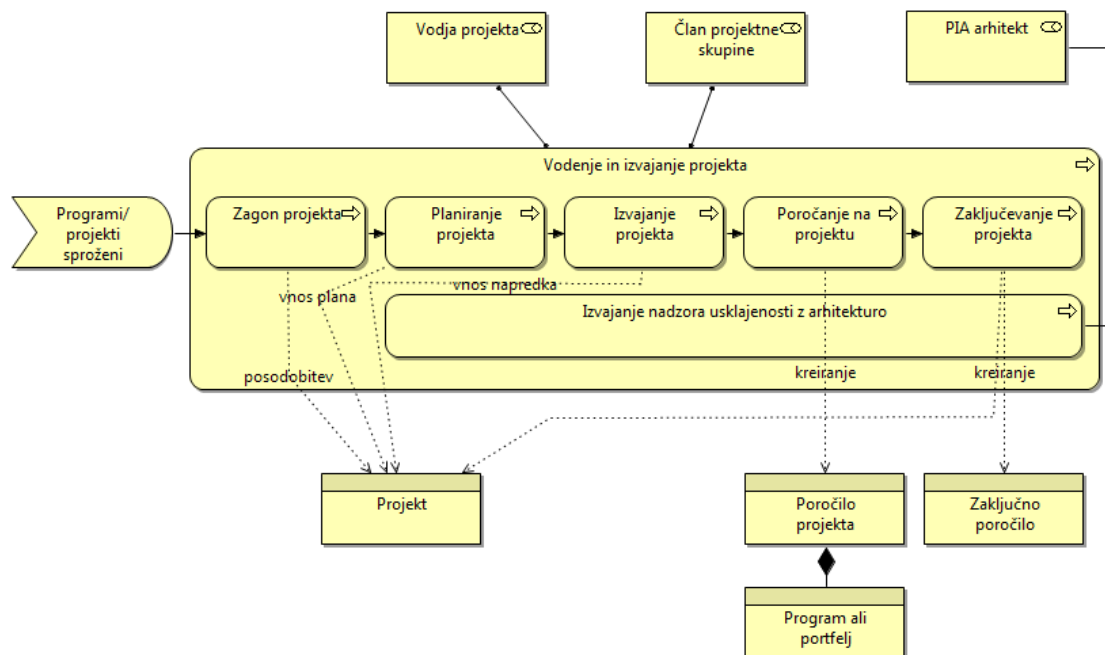 Vodja projekta
Član projektne
skupine
PIA arhitekt
Vodenje in izvajanje projekta
Programi/
projekti
sproženi
Zagon projekta
Planiranje
projekta
Izvajanje
projekta
Poročanje na
projektu
Zaključevanje
projekta
vnos plana
vnos napredka
Izvajanje nadzora usklajenosti z arhitekturo
posodobitev
kreiranje
kreiranje
Projekt
Poročilo
projekta
Zaključno
poročilo
Program ali
portfelj